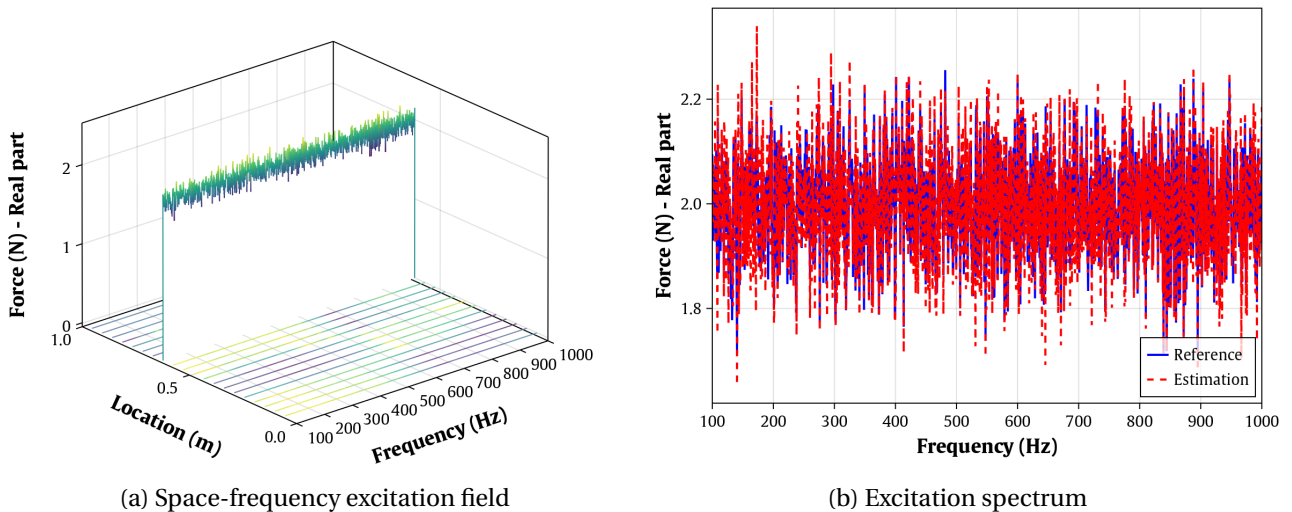 Force (N) - Real part
2
1
0
1.0
0.5
0.0
Location (m)
100 200 300 400 500 600 700 800 900 1000
Frequency (Hz)
(a) Space-frequency excitation field
Force (N) - Real part
2.2
2.0
1.8
Reference
Estimation
100 200 300 400 500 600 700 800 900 1000
Frequency (Hz)
(b) Excitation spectrum